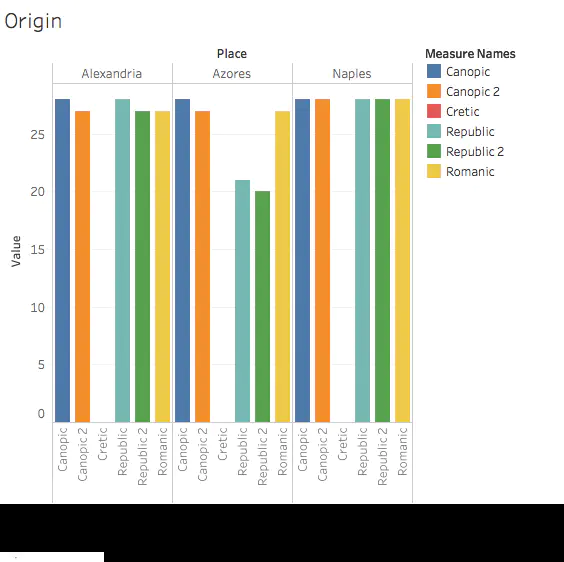 Origin
Place
Measure Names
Alexandria
Azores
Naples
Canopic
Canopic 2
Cretic
Republic
Republic 2
Romanic
Value
25
20
15
10
5
0
Canopic
Canopic 2
Cretic
Republic
Republic 2
Romanic
Canopic
Canopic 2
Cretic
Republic
Republic 2
Romanic
Canopic
Canopic 2
Cretic
Republic
Republic 2
Romanic